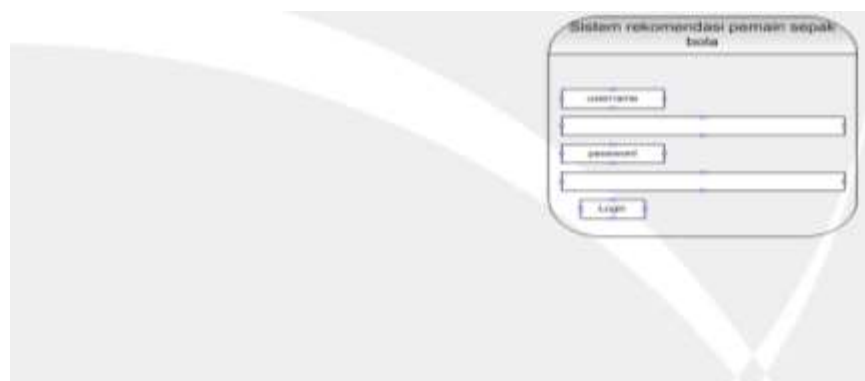 Sistem rekomendasi pemain sepak
bola
username
password
Login